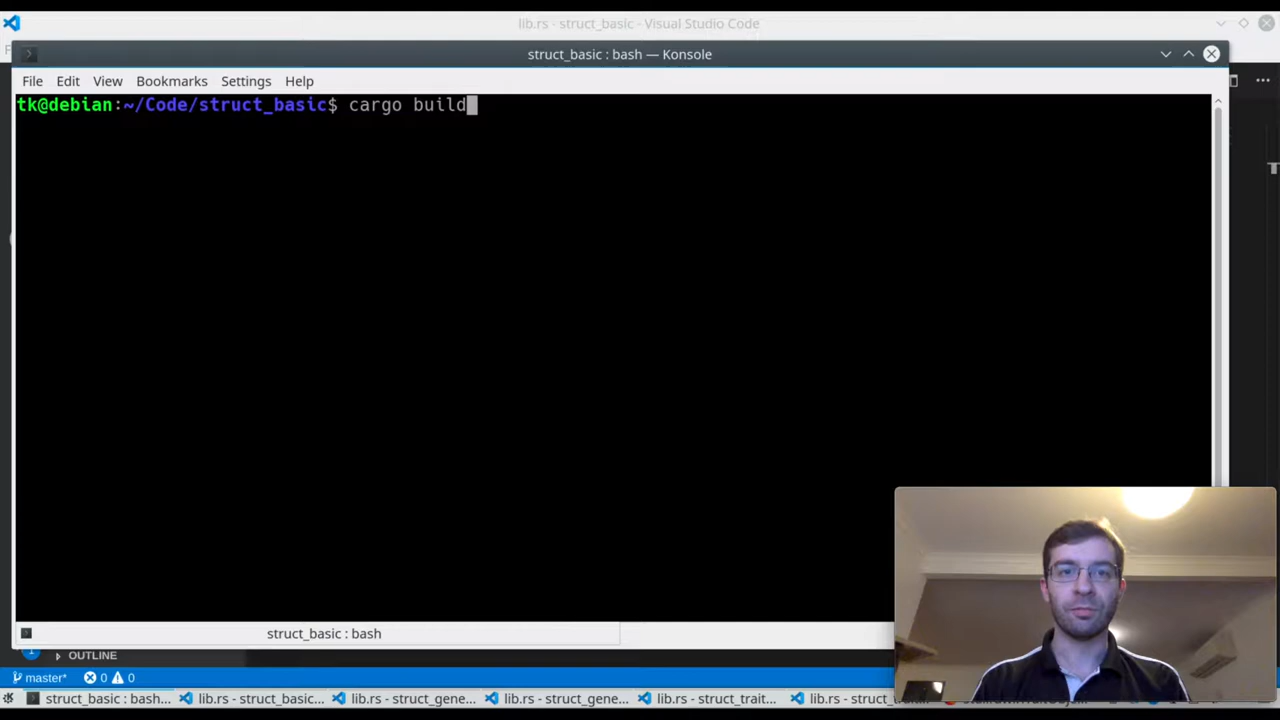 lib.rs - struct_basic - Visual Studio Code
struct_basic : bash — Konsole
File Edit View Bookmarks Settings Help
tk@debian:~/Code/struct_basic$ cargo build
struct_basic : bash
1 OUTLINE
master* 0 0
struct_basic : bash... lib.rs - struct_basic... lib.rs - struct_gene... lib.rs - struct_gene... lib.rs - struct_trait...